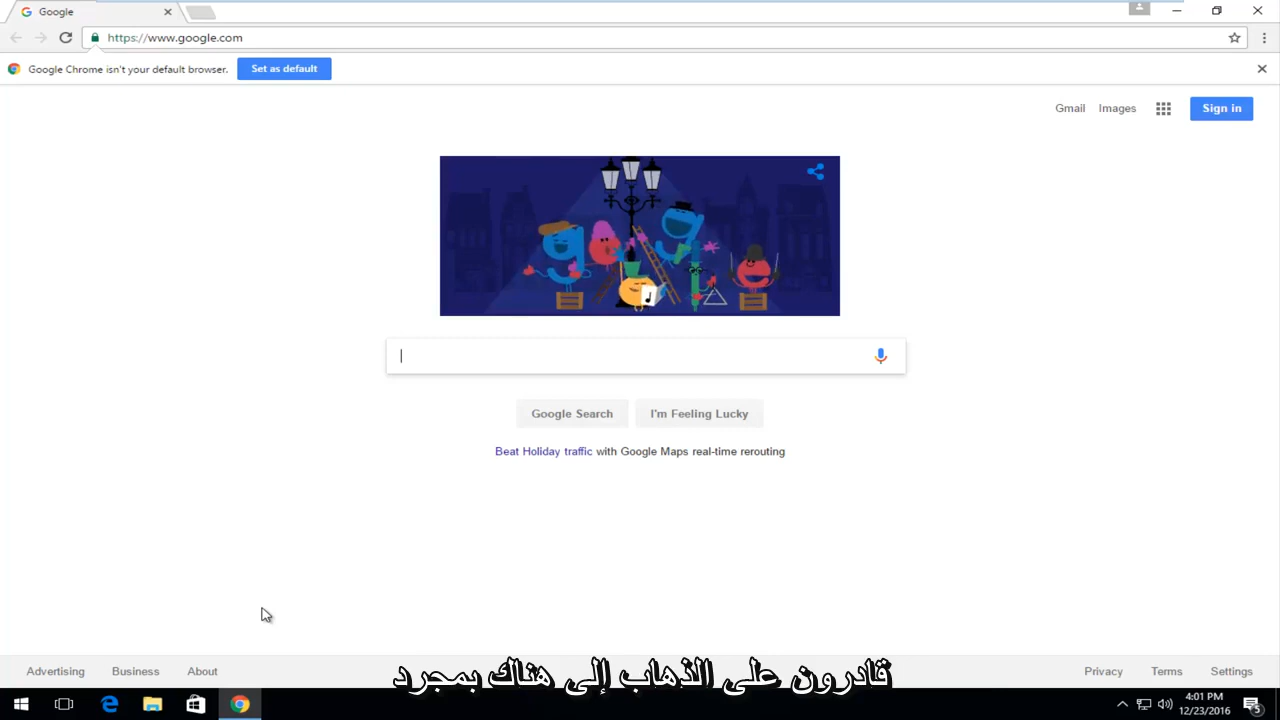 Google
https://www.google.com
Google Chrome isn't your default browser. Set as default
Gmail Images Sign in
Google Search I'm Feeling Lucky
Beat Holiday traffic with Google Maps real-time rerouting
Advertising Business About Privacy Terms Settings
قادرون على الذهاب إلى هناك بمجرد
4:01 PM
12/23/2016
5